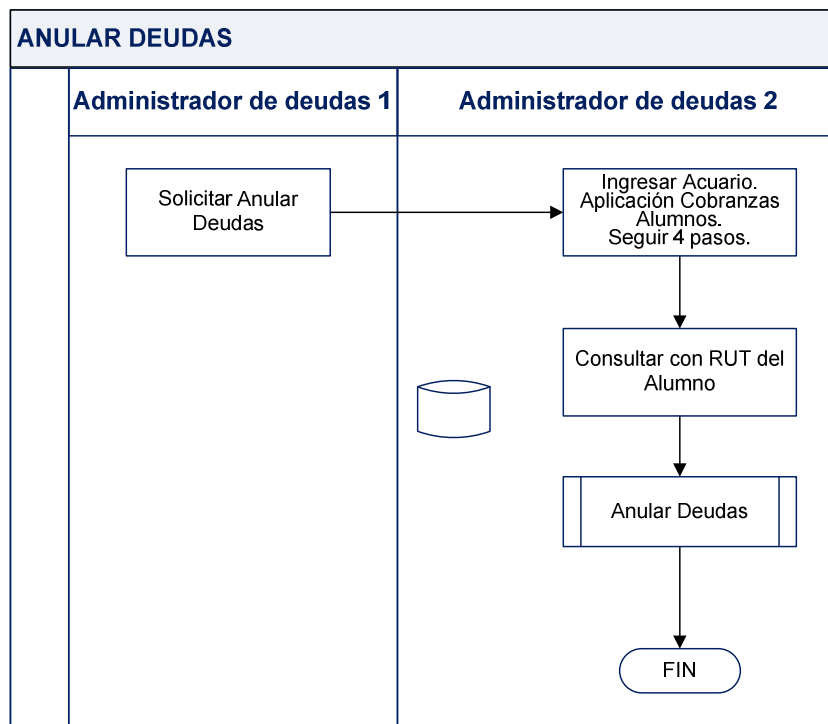 ANULAR DEUDAS
Administrador de deudas 1
Administrador de deudas 2
Solicitar Anular
Deudas
Ingresar Acuario.
Aplicación Cobranzas
Alumnos.
Seguir 4 pasos.
Consultar con RUT del
Alumno
Anular Deudas
FIN